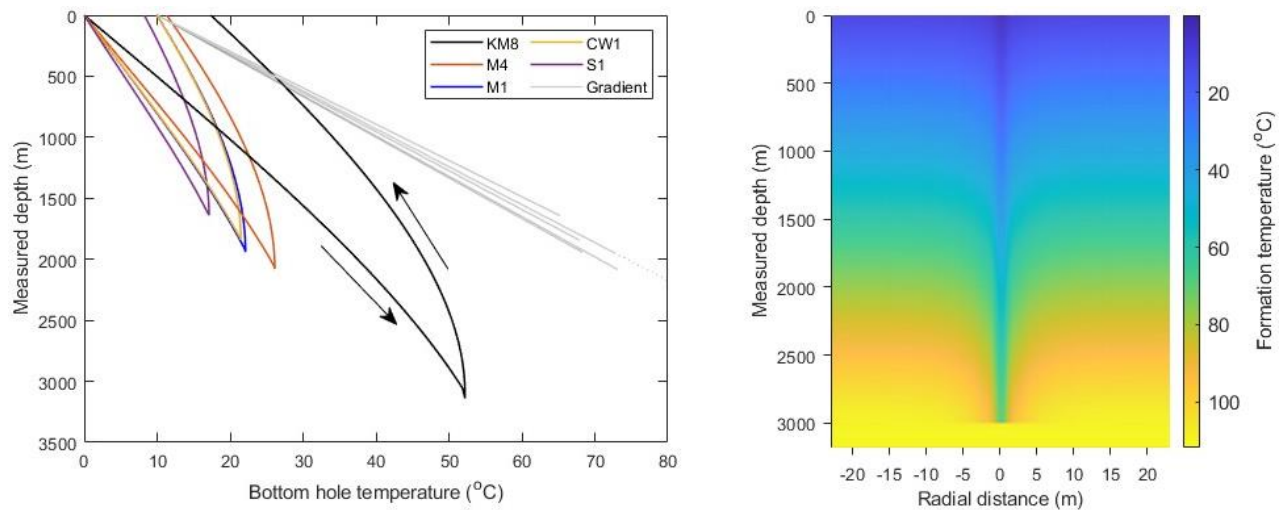 0
500
1000
1500
2000
2500
3000
3500
Measured depth (m)
0 10 20 30 40 50 60 70 80
Bottom hole temperature (°C)
KM8 CW1
M4 S1
M1 Gradient
0
500
1000
1500
2000
2500
3000
Measured depth (m)
-20 -15 -10 -5 0 5 10 15 20
Radial distance (m)
20
40
60
80
100
Formation temperature (°C)